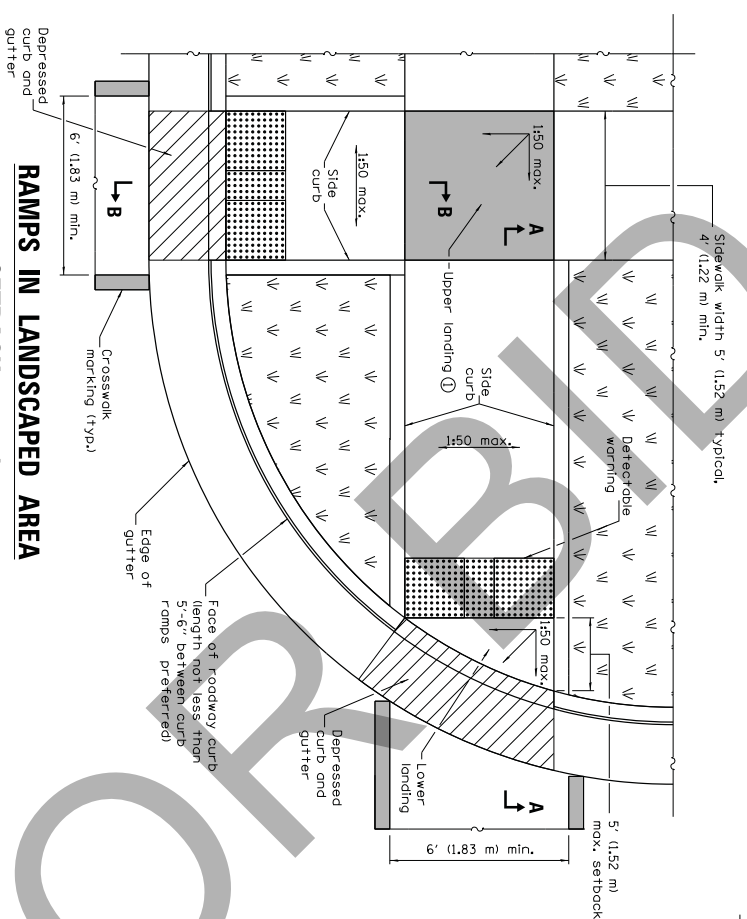 Sidewalk width 5' (1.52 m) typical,
4' (1.22 m) min.
1:50 max.
A
B
Upper landing ①
Side
curb
1:50 max.
Side
curb
1:50 max.
Detectable
warning
1:50 max.
5' (1.52 m)
max. setback
Depressed
curb and
gutter
6' (1.83 m) min.
B
Crosswalk
marking (typ.)
Edge of
gutter
Face of roadway curb
(length not less than
5'-6" between curb
ramps preferred)
Depressed
curb and
gutter
Lower
landing
A
6' (1.83 m) min.
RAMPS IN LANDSCAPED AREA
OR BID